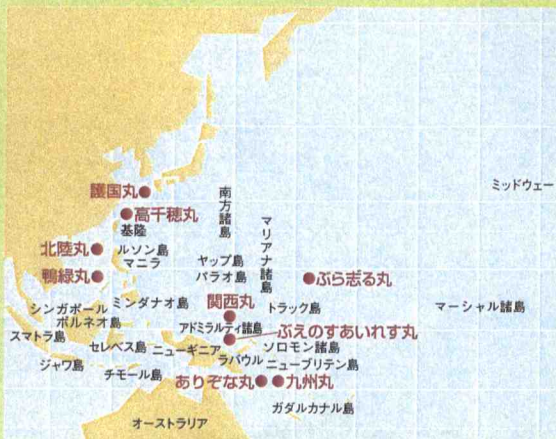 ミッドウェー
護国丸
高千穂丸
基隆
南方諸島
マリアナ諸島
北陸丸
ルソン島
マニラ
鴨緑丸
ヤップ島
パラオ島
ぶら志る丸
シンガポール
ミンダナオ島
関西丸
トラック島
マーシャル諸島
ボルネオ島
アドミラルティ諸島
ぶえのすあいれす丸
スマトラ島
セレベス島
ニューギニア
ソロモン諸島
ラバウル
ニューブリテン島
ジャワ島
チモール島
ありぞな丸
九州丸
ガダルカナル島
オーストラリア